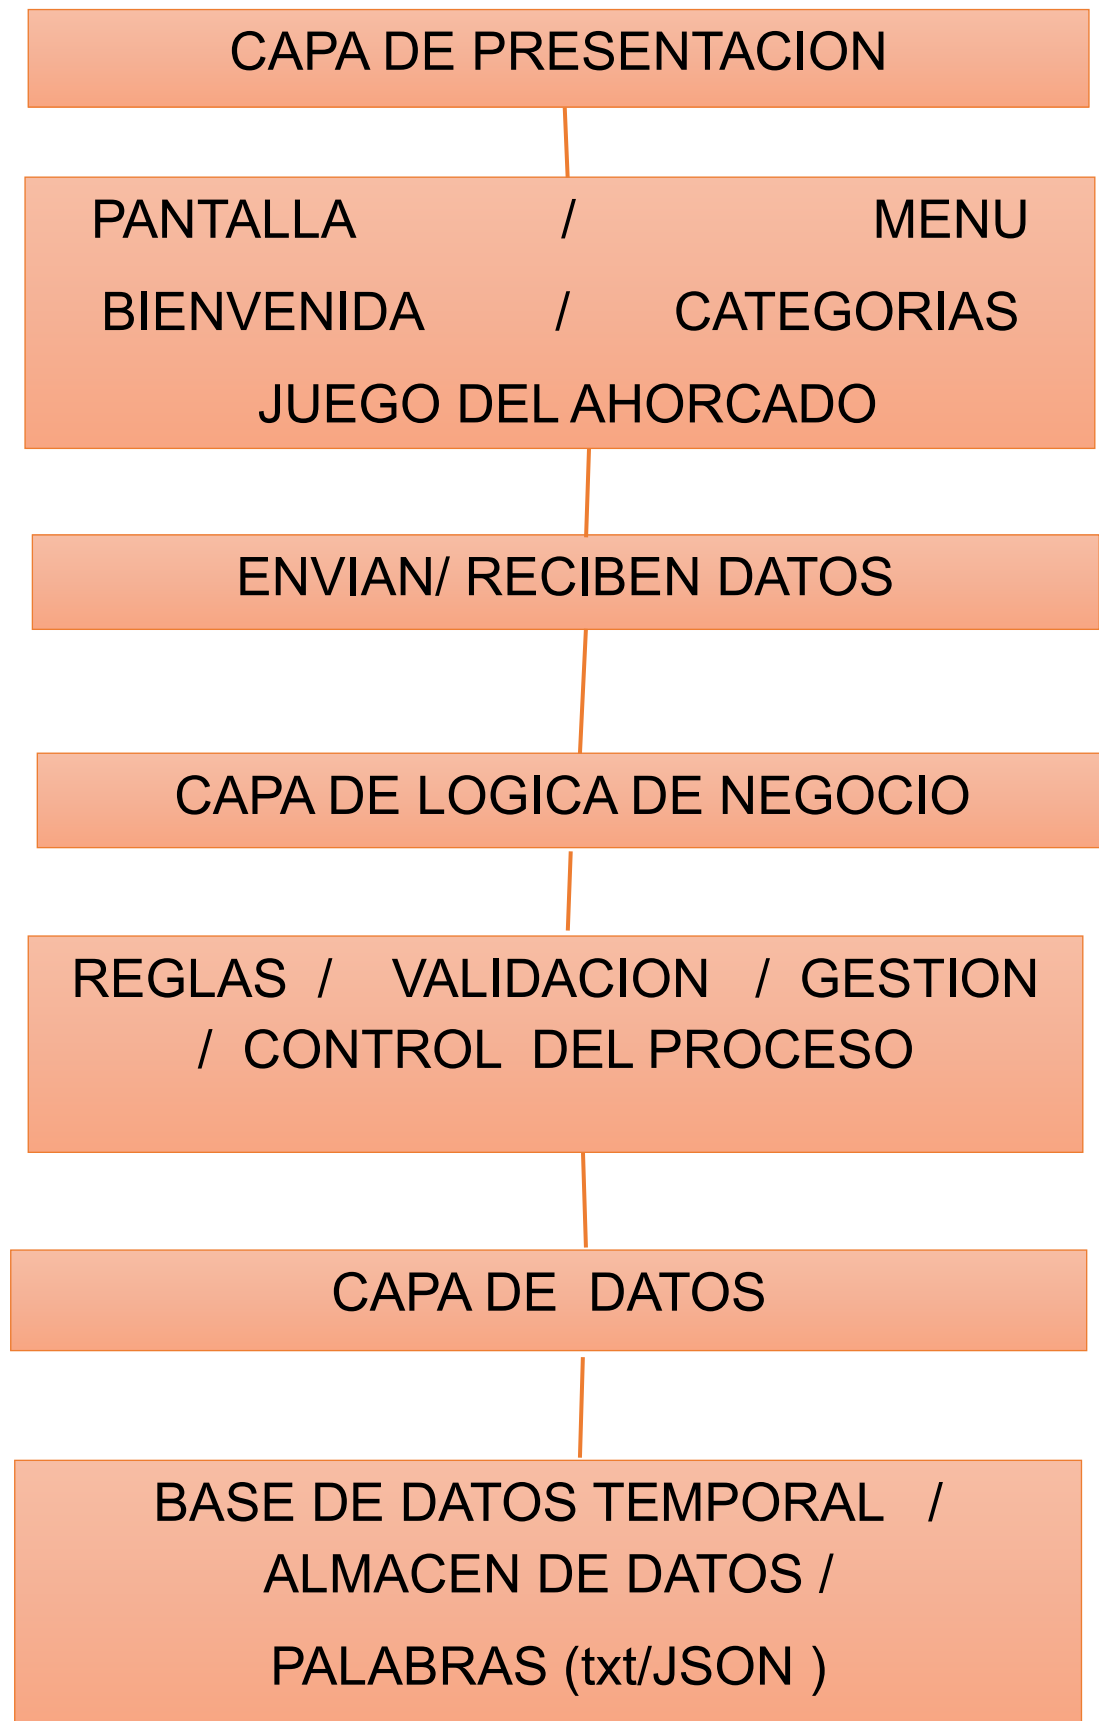 CAPA DE PRESENTACION
PANTALLA / MENU
BIENVENIDA / CATEGORIAS
JUEGO DEL AHORCADO
ENVIAN/ RECIBEN DATOS
CAPA DE LOGICA DE NEGOCIO
REGLAS / VALIDACION / GESTION
/ CONTROL DEL PROCESO
CAPA DE DATOS
BASE DE DATOS TEMPORAL /
ALMACEN DE DATOS /
PALABRAS (txt/JSON )